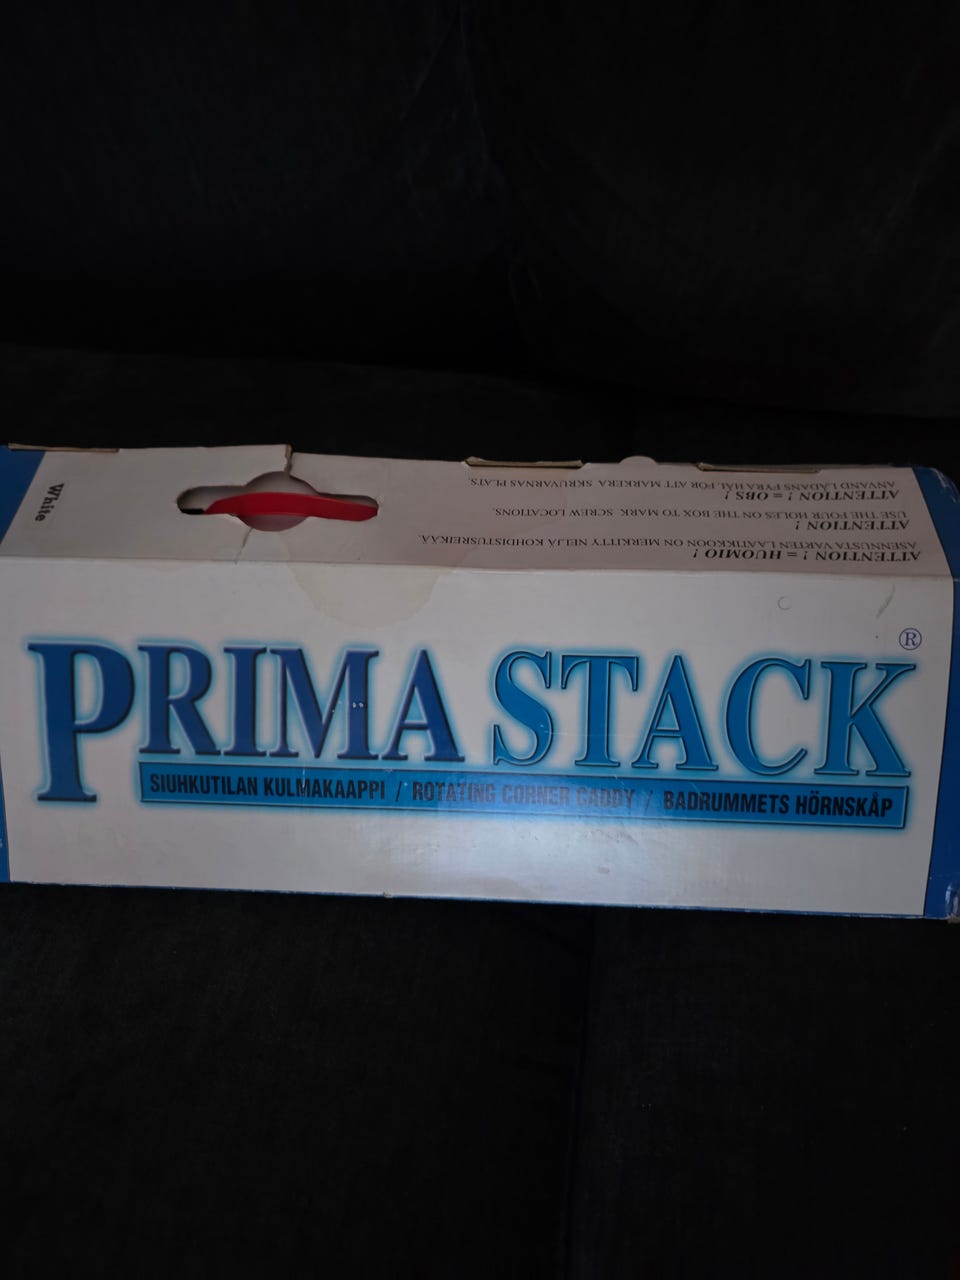 White
ATTENTION = HUOMIO !
ASENNUSTA VARTEN LAATIKKOON ON MERKITTY NELJÄ KOHDISTUSREIKÄÄ.
ATTENTION !
USE THE FOUR HOLES ON THE BOX TO MARK SCREW LOCATIONS.
ATTENTION ! = OBS !
ANVÄND LÅDANS FYRA HÅL FÖR ATT MARKERA SKRUVARNAS PLATS.
PRIMA STACK®
SIUHKUTILAN KULMAKAAPPI / ROTATING CORNER CADDY / BADRUMMETS HÖRNSKÅP